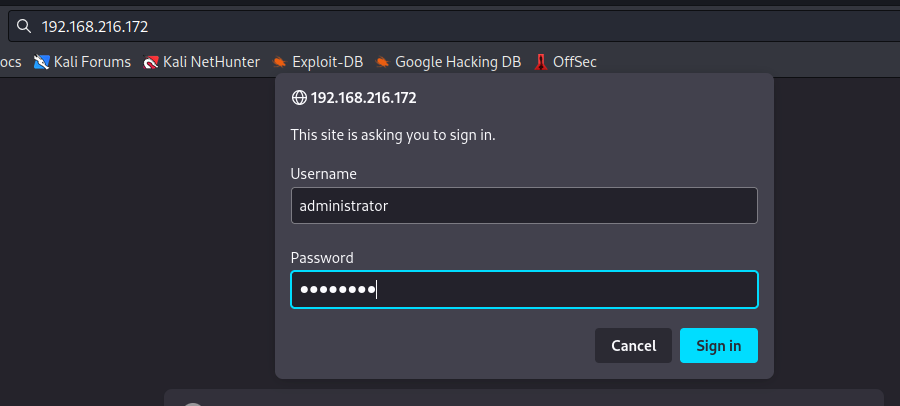 192.168.216.172
ocs Kali Forums Kali NetHunter Exploit-DB Google Hacking DB OffSec
192.168.216.172
This site is asking you to sign in.
Username
administrator
Password
••••••••
Cancel Sign in